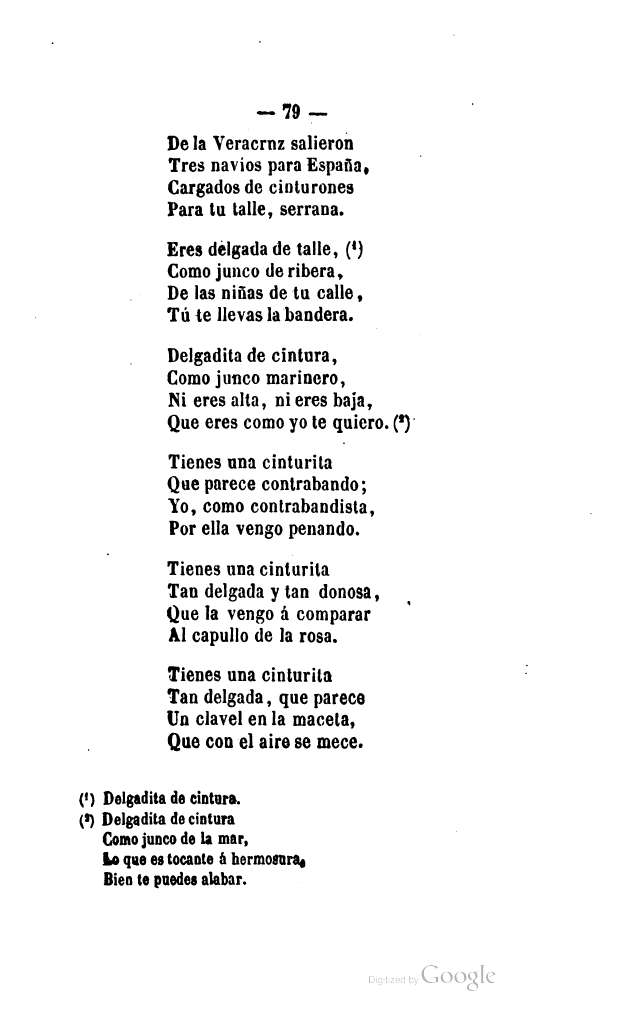 — 79 —
De la Veracrnz salieron
Tres navios para España,
Cargados de cinturones
Para tu talle, serrana.
Eres delgada de talle, (¹)
Como junco de ribera,
De las niñas de tu calle,
Tú te llevas la bandera.
Delgadita de cintura,
Como junco marinero,
Ni eres alta, ni eres baja,
Que eres como yo te quiero. (²)
Tienes una cinturita
Que parece contrabando;
Yo, como contrabandista,
Por ella vengo penando.
Tienes una cinturita
Tan delgada y tan donosa,
Que la vengo á comparar
Al capullo de la rosa.
Tienes una cinturita
Tan delgada, que parece
Un clavel en la maceta,
Que con el aire se mece.
(¹) Delgadita de cintura.
(²) Delgadita de cintura
Como junco de la mar,
Lo que es tocante á hermosura,
Bien te puedes alabar.
Digitized by Google